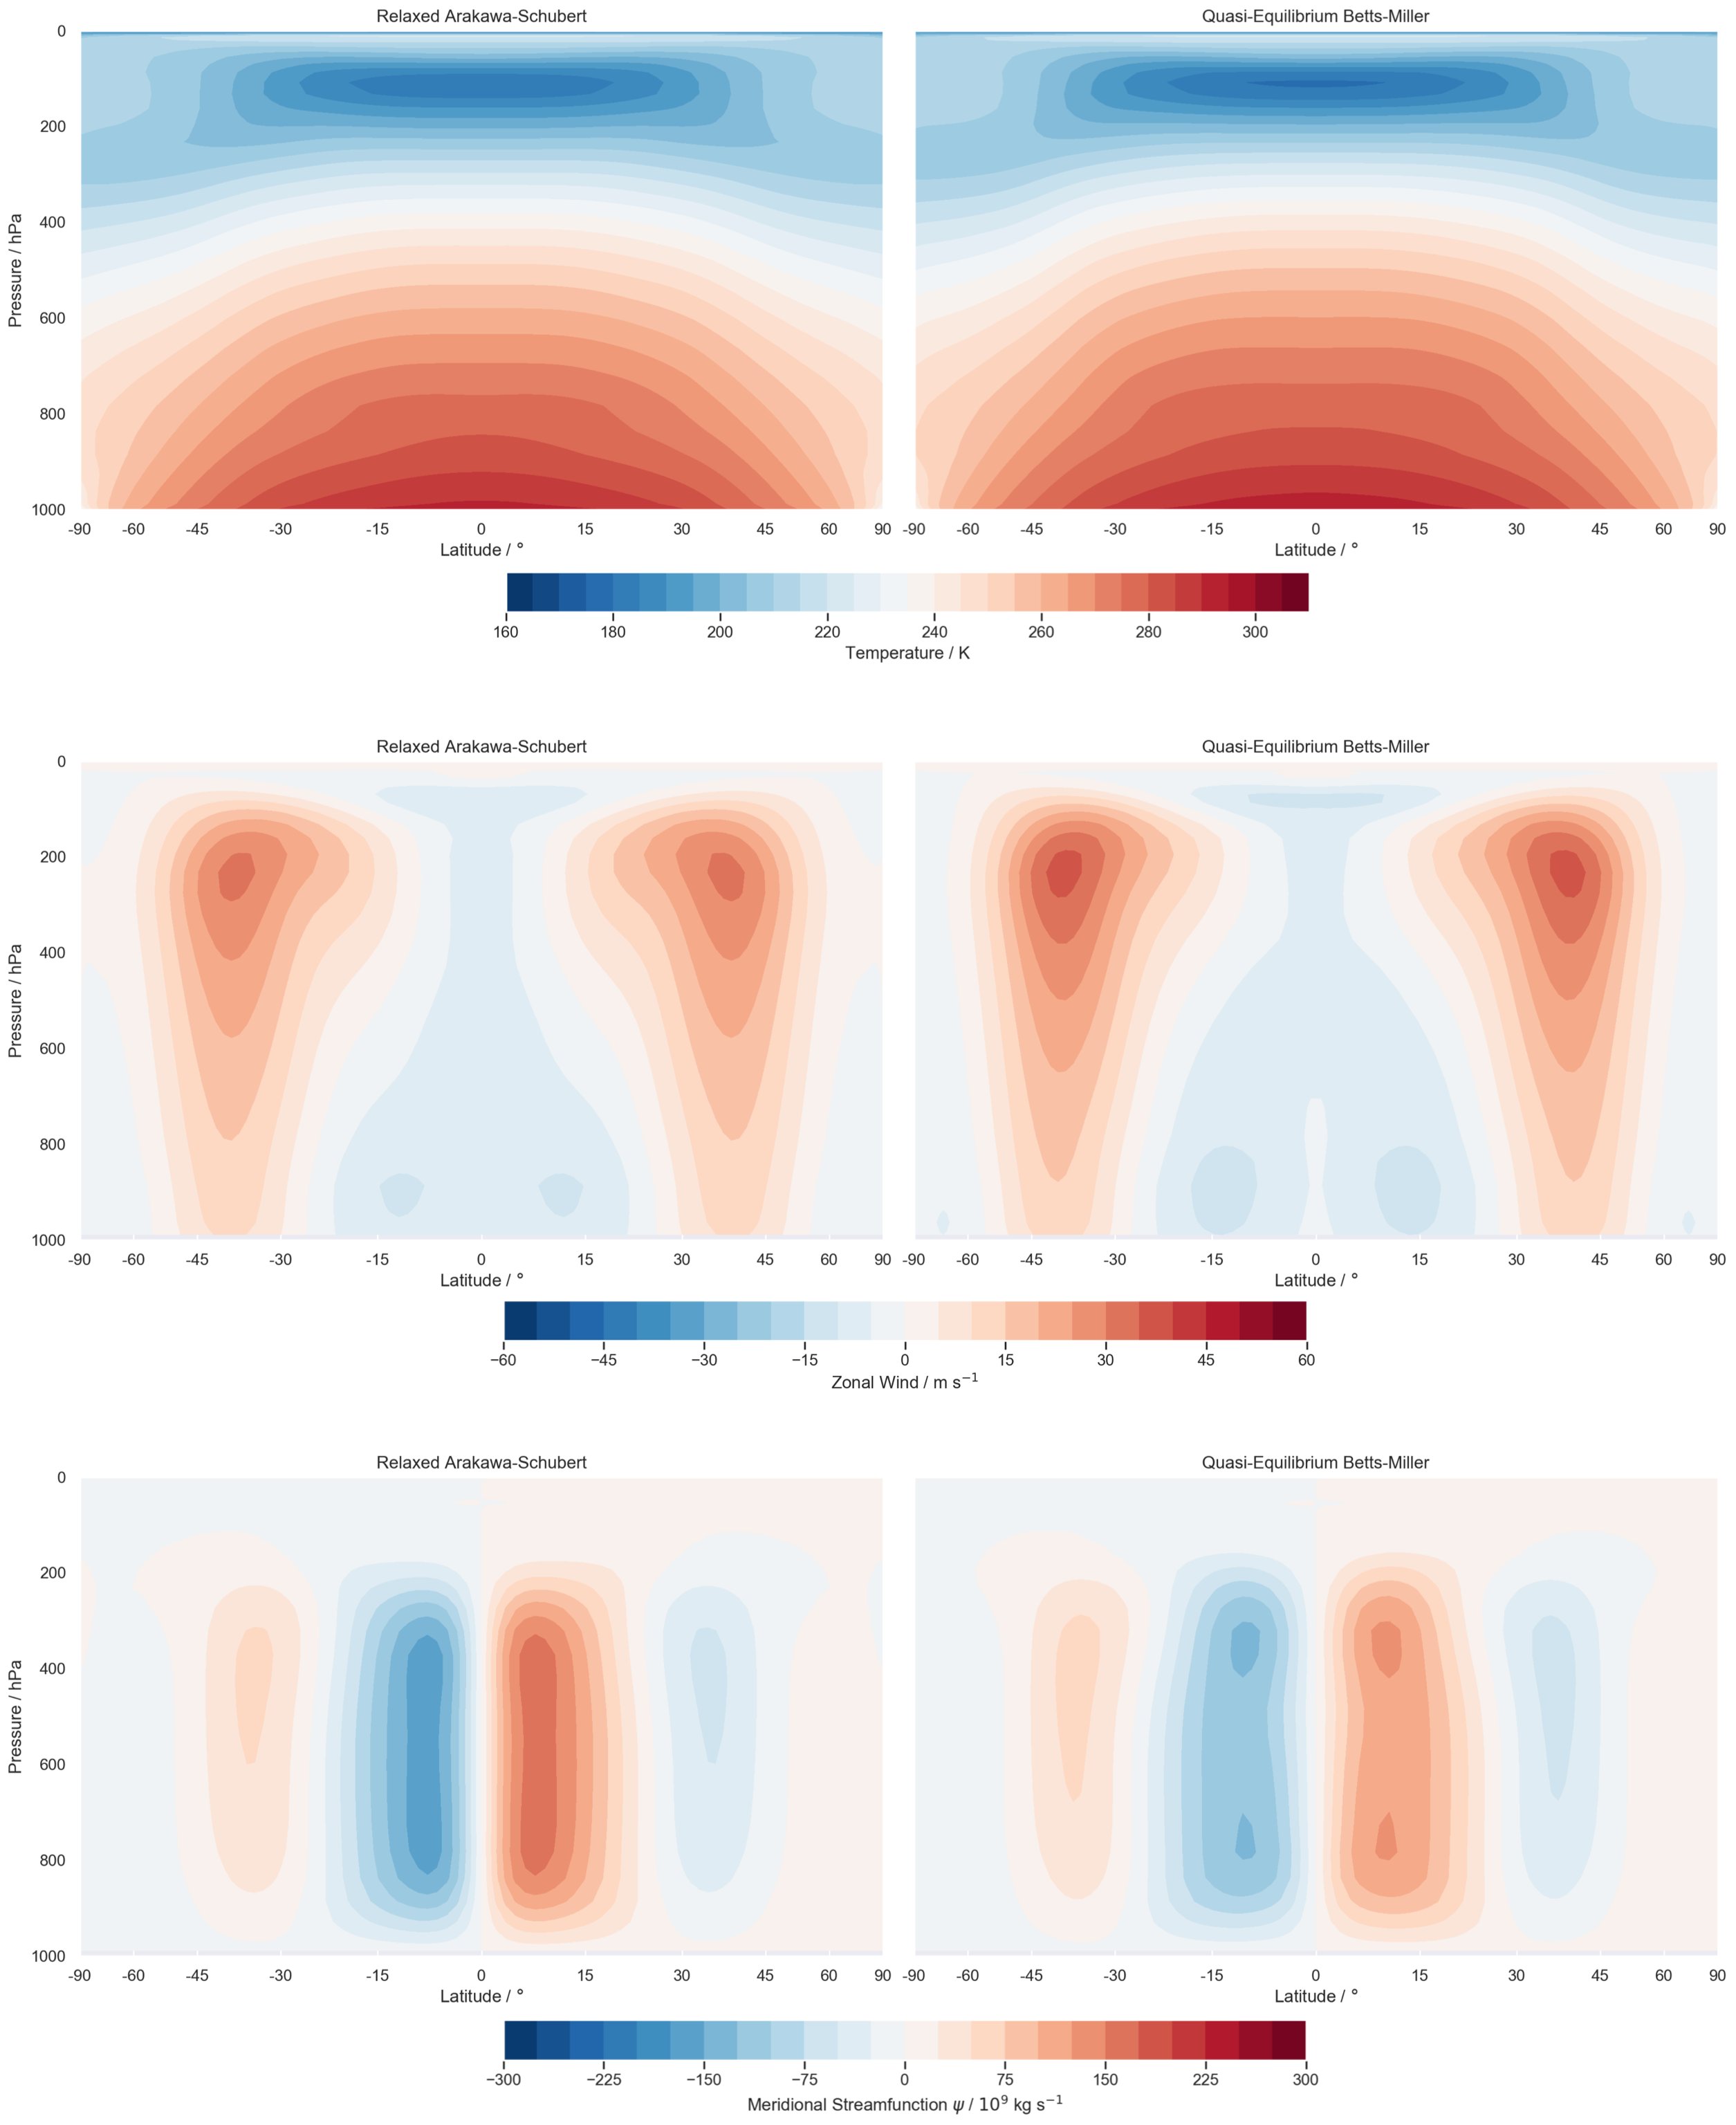 Relaxed Arakawa-Schubert Quasi-Equilibrium Betts-Miller
0
200
400
600
800
1000
Pressure / hPa
-90 -60 -45 -30 -15 0 15 30 45 60 90 -90 -60 -45 -30 -15 0 15 30 45 60 90
Latitude / ° Latitude / °
160 180 200 220 240 260 280 300
Temperature / K
Relaxed Arakawa-Schubert Quasi-Equilibrium Betts-Miller
0
200
400
600
800
1000
Pressure / hPa
-90 -60 -45 -30 -15 0 15 30 45 60 90 -90 -60 -45 -30 -15 0 15 30 45 60 90
Latitude / ° Latitude / °
−60 −45 −30 −15 0 15 30 45 60
Zonal Wind / m s⁻¹
Relaxed Arakawa-Schubert Quasi-Equilibrium Betts-Miller
0
200
400
600
800
1000
Pressure / hPa
-90 -60 -45 -30 -15 0 15 30 45 60 90 -90 -60 -45 -30 -15 0 15 30 45 60 90
Latitude / ° Latitude / °
−300 −225 −150 −75 0 75 150 225 300
Meridional Streamfunction ψ / 10⁹ kg s⁻¹